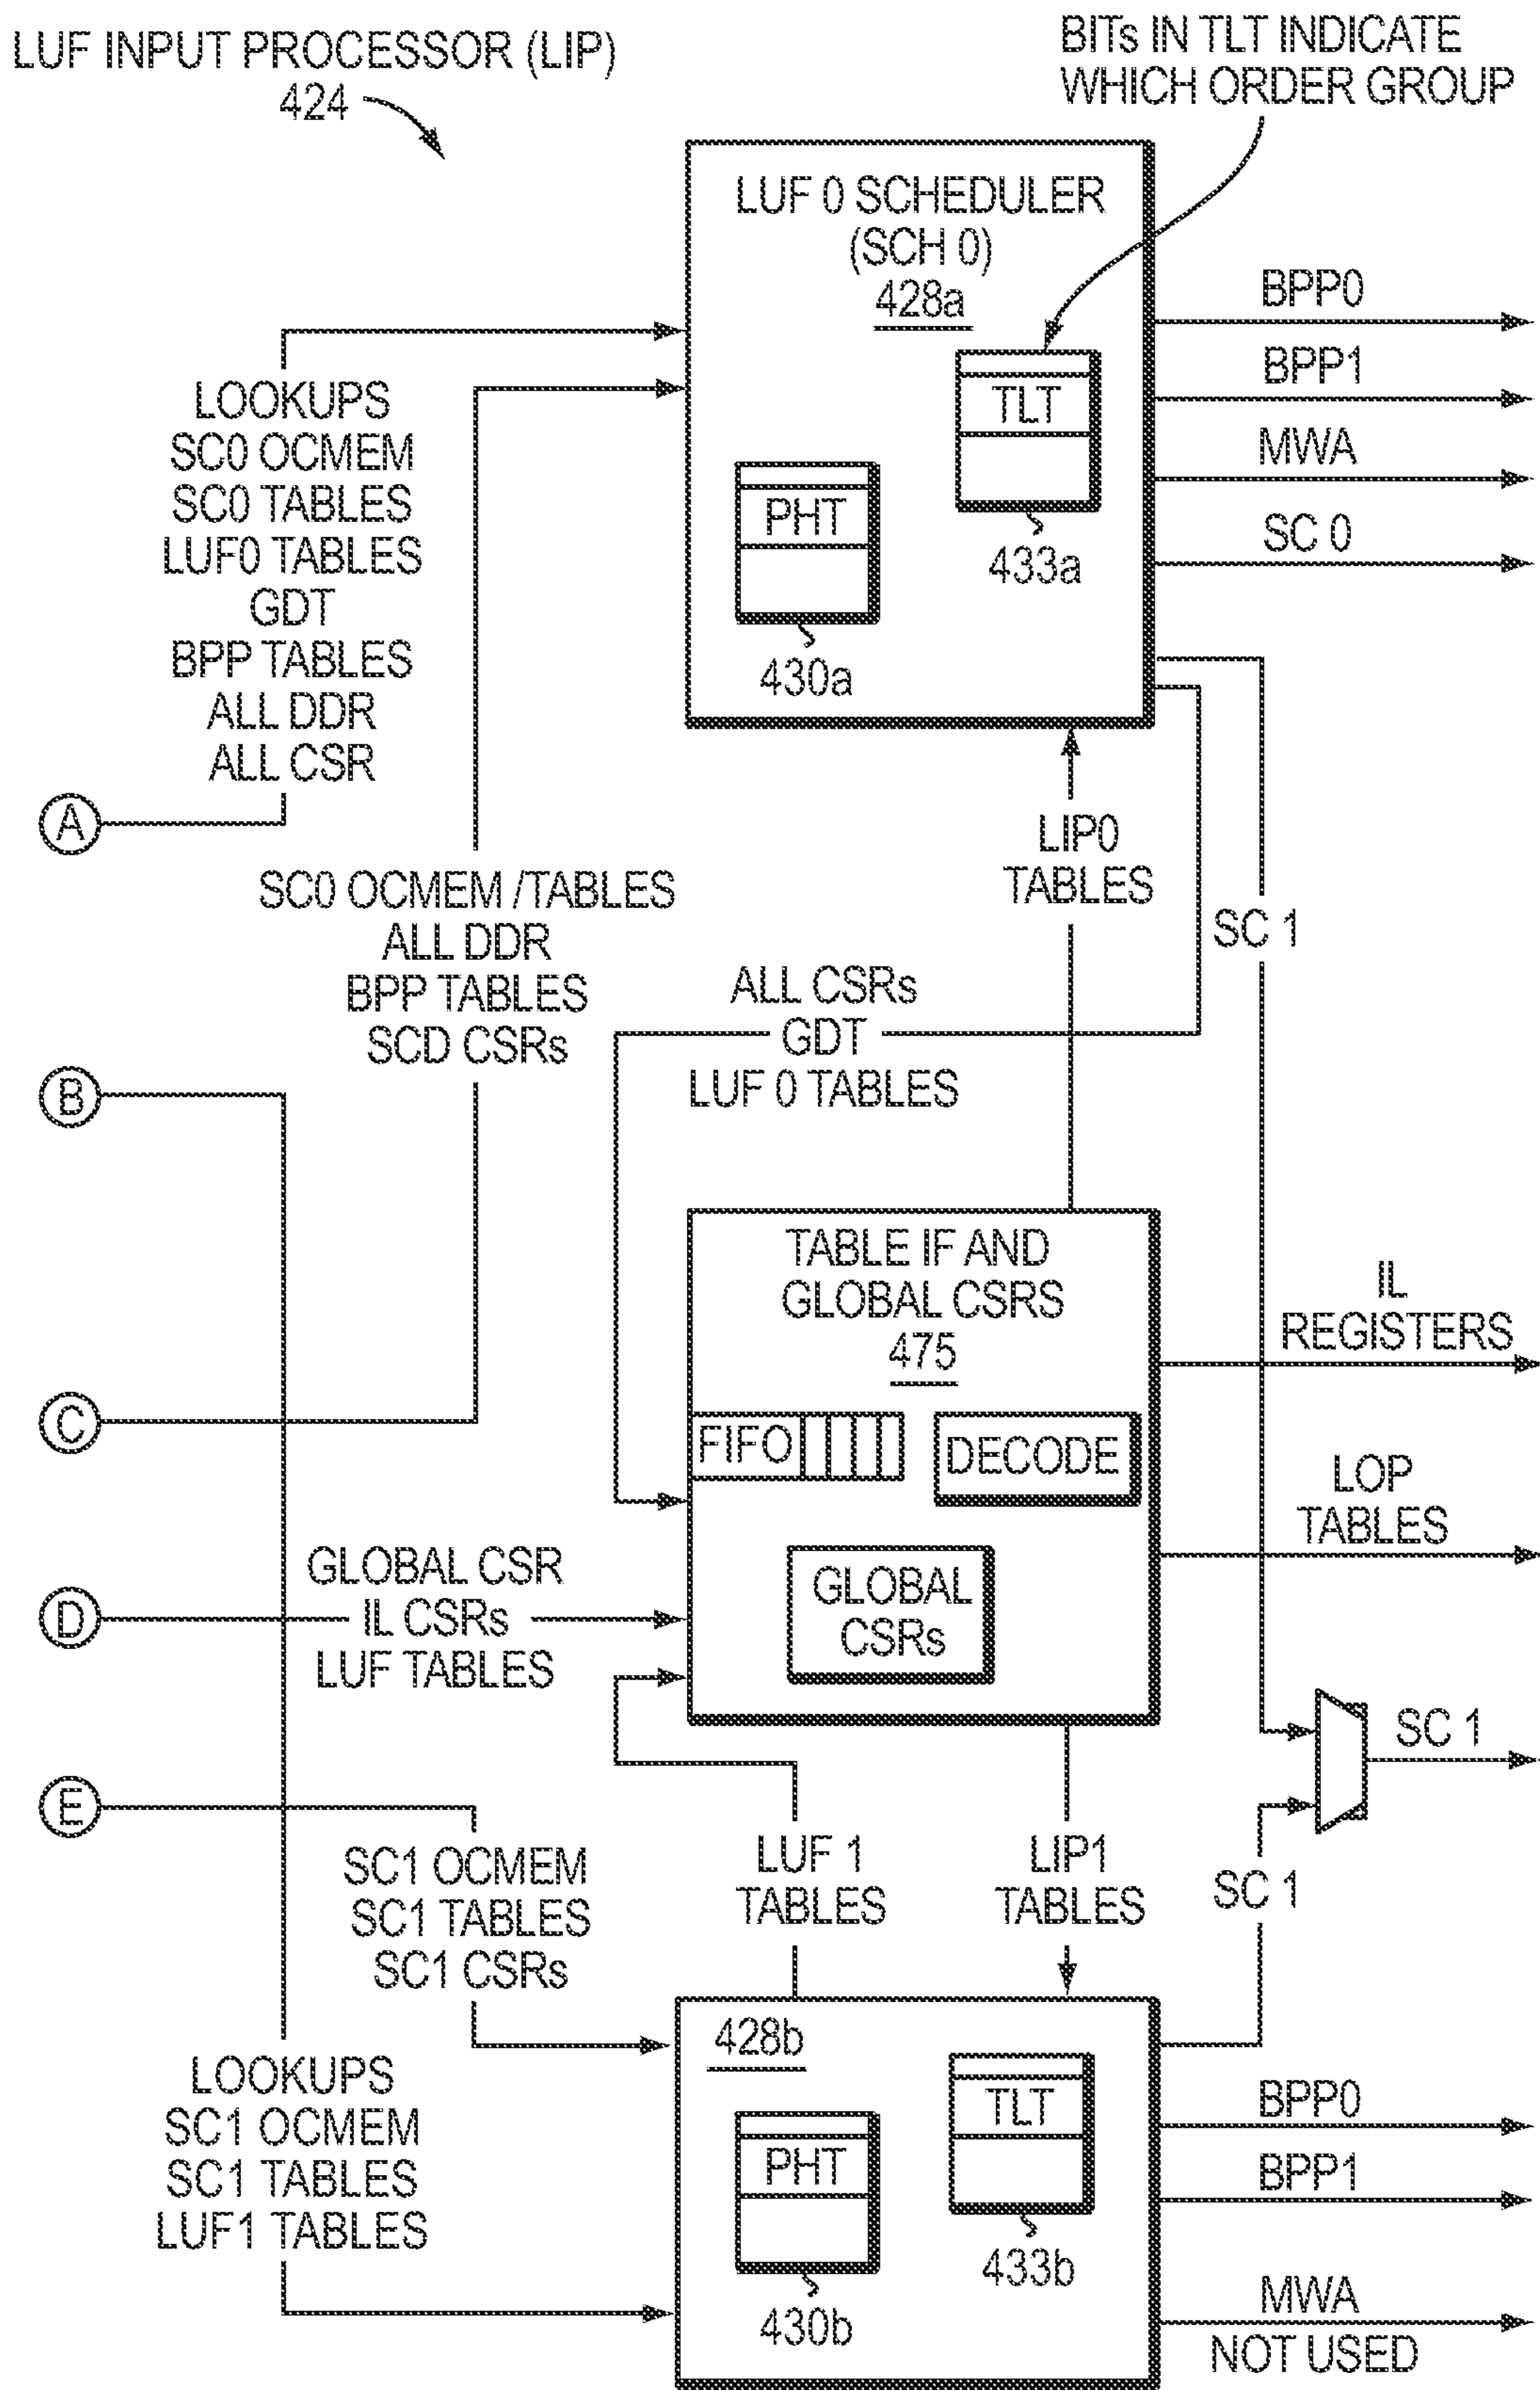 LUF INPUT PROCESSOR (LIP)
424
BITs IN TLT INDICATE
WHICH ORDER GROUP
LUF 0 SCHEDULER
(SCH 0)
428a
TLT
433a
PHT
430a
BPP0
BPP1
MWA
SC 0
LOOKUPS
SC0 OCMEM
SC0 TABLES
LUF0 TABLES
GDT
BPP TABLES
ALL DDR
ALL CSR
A
SC0 OCMEM /TABLES
ALL DDR
BPP TABLES
SCD CSRs
LIP0
TABLES
SC 1
ALL CSRs
GDT
LUF 0 TABLES
B
TABLE IF AND
GLOBAL CSRS
475
FIFO
DECODE
GLOBAL
CSRs
IL
REGISTERS
LOP
TABLES
C
D
GLOBAL CSR
IL CSRs
LUF TABLES
SC 1
E
SC1 OCMEM
SC1 TABLES
SC1 CSRs
LUF 1
TABLES
LIP1
TABLES
SC 1
428b
TLT
433b
PHT
430b
LOOKUPS
SC1 OCMEM
SC1 TABLES
LUF1 TABLES
BPP0
BPP1
MWA
NOT USED